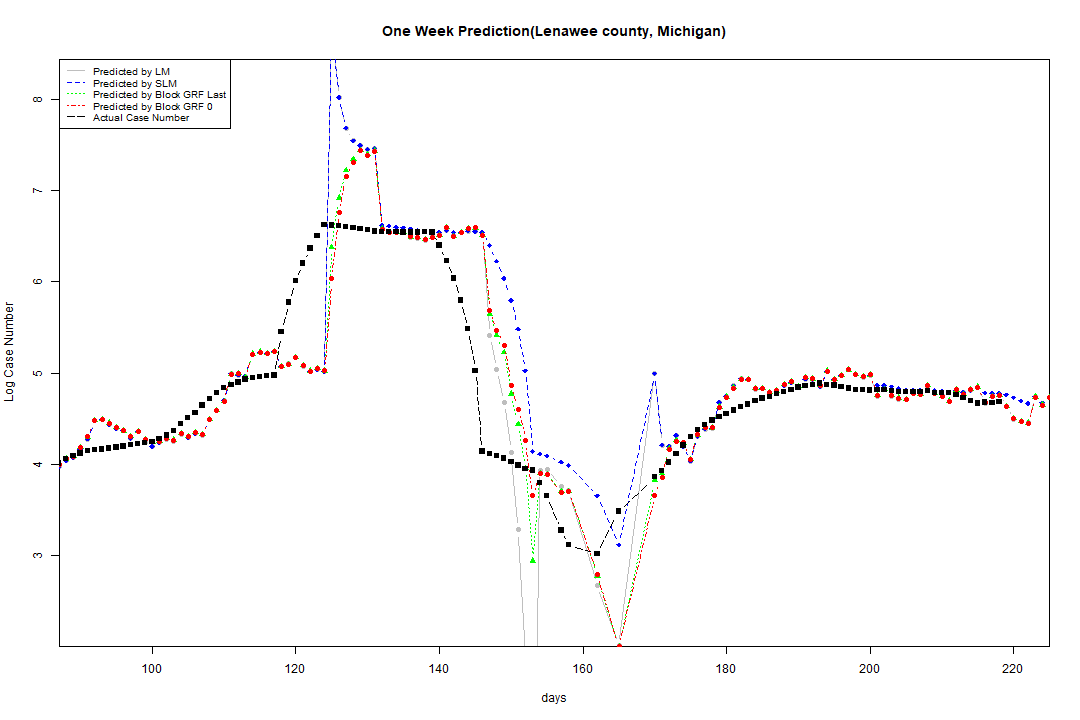 One Week Prediction(Lenawee county, Michigan)
Predicted by LM
Predicted by SLM
Predicted by Block GRF Last
Predicted by Block GRF 0
Actual Case Number
8
7
6
5
4
3
Log Case Number
100 120 140 160 180 200 220
days